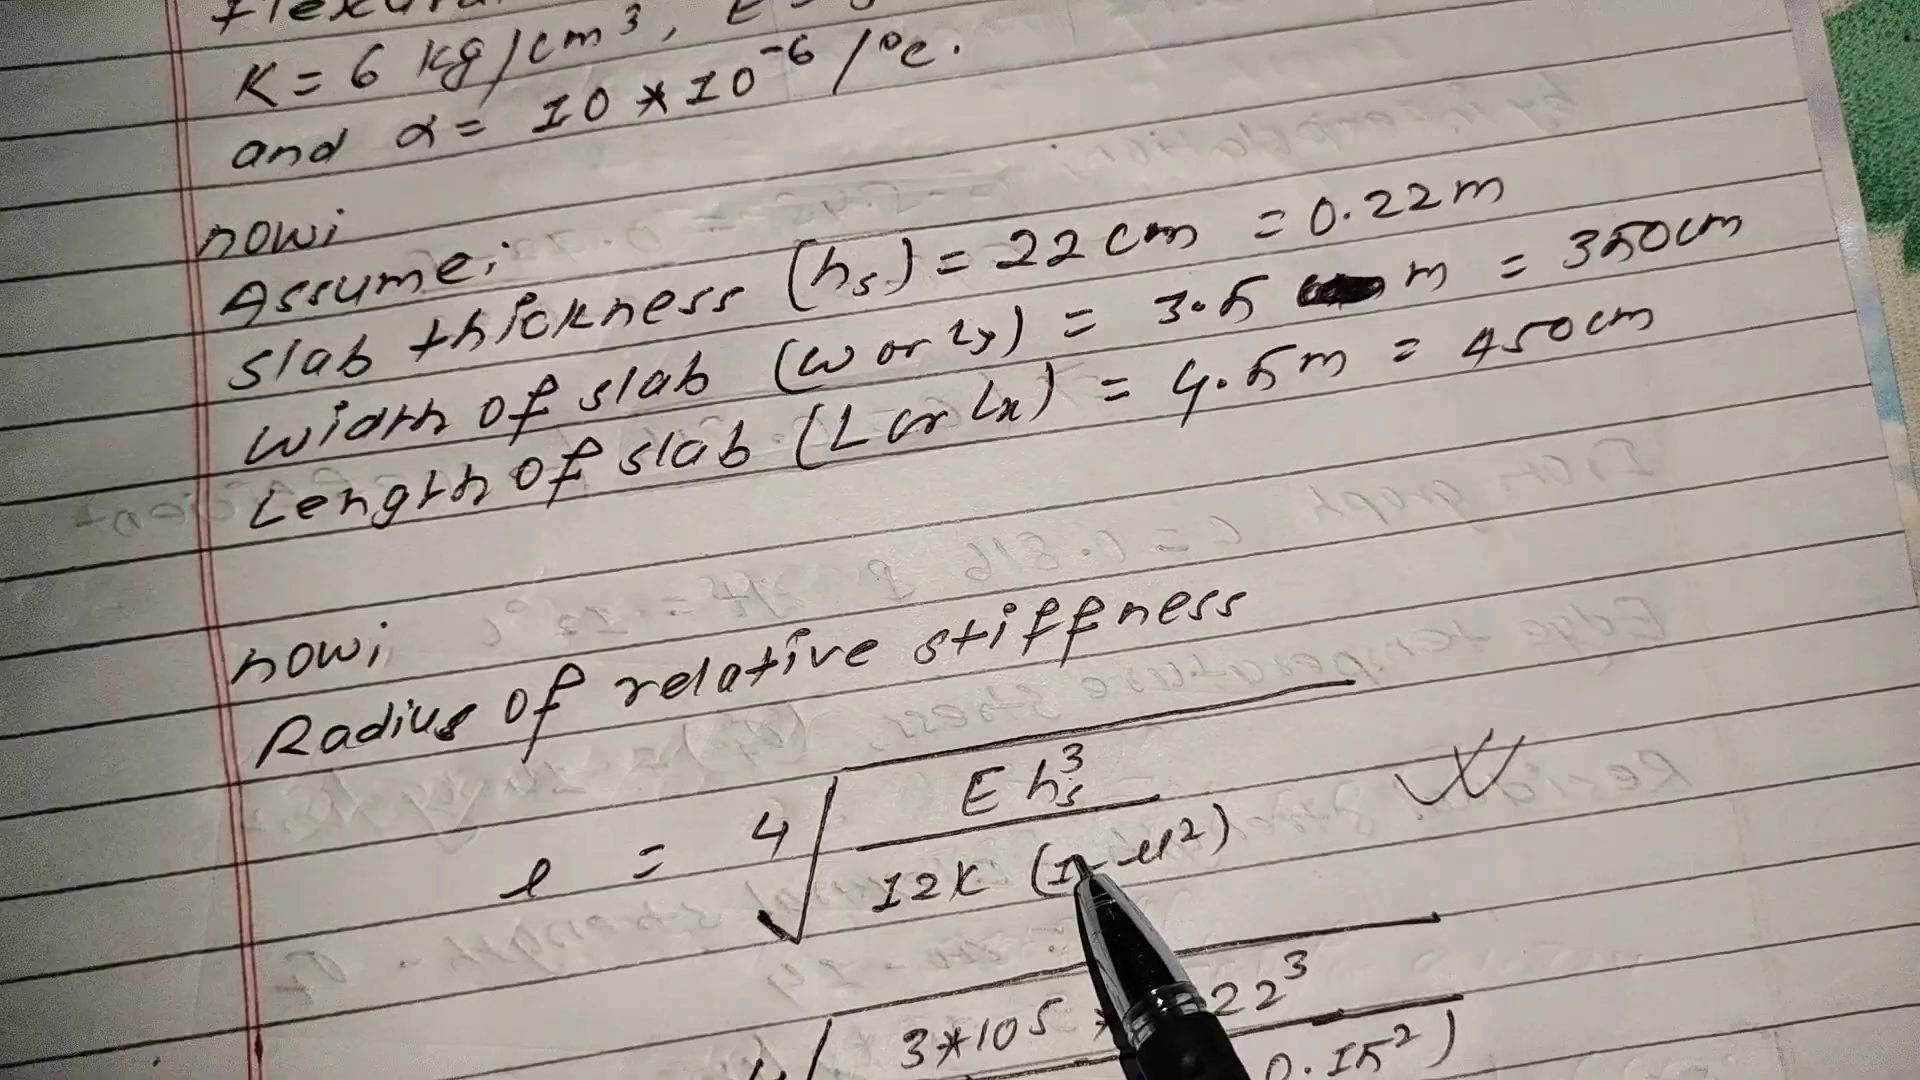 K = 6 kg/cm³, E
and α = 10 * 10⁻⁶ /°c.
now;
Assume;
slab thickness (hs) = 22 cm = 0.22 m
width of slab (w or Ly) = 3.5 m = 350 cm
Length of slab (L or Lx) = 4.5 m = 450 cm
now;
Radius of relative stiffness
l = ⁴√ E hs³
12K (1-μ²)
3*10⁵ * 22³
0.15²)